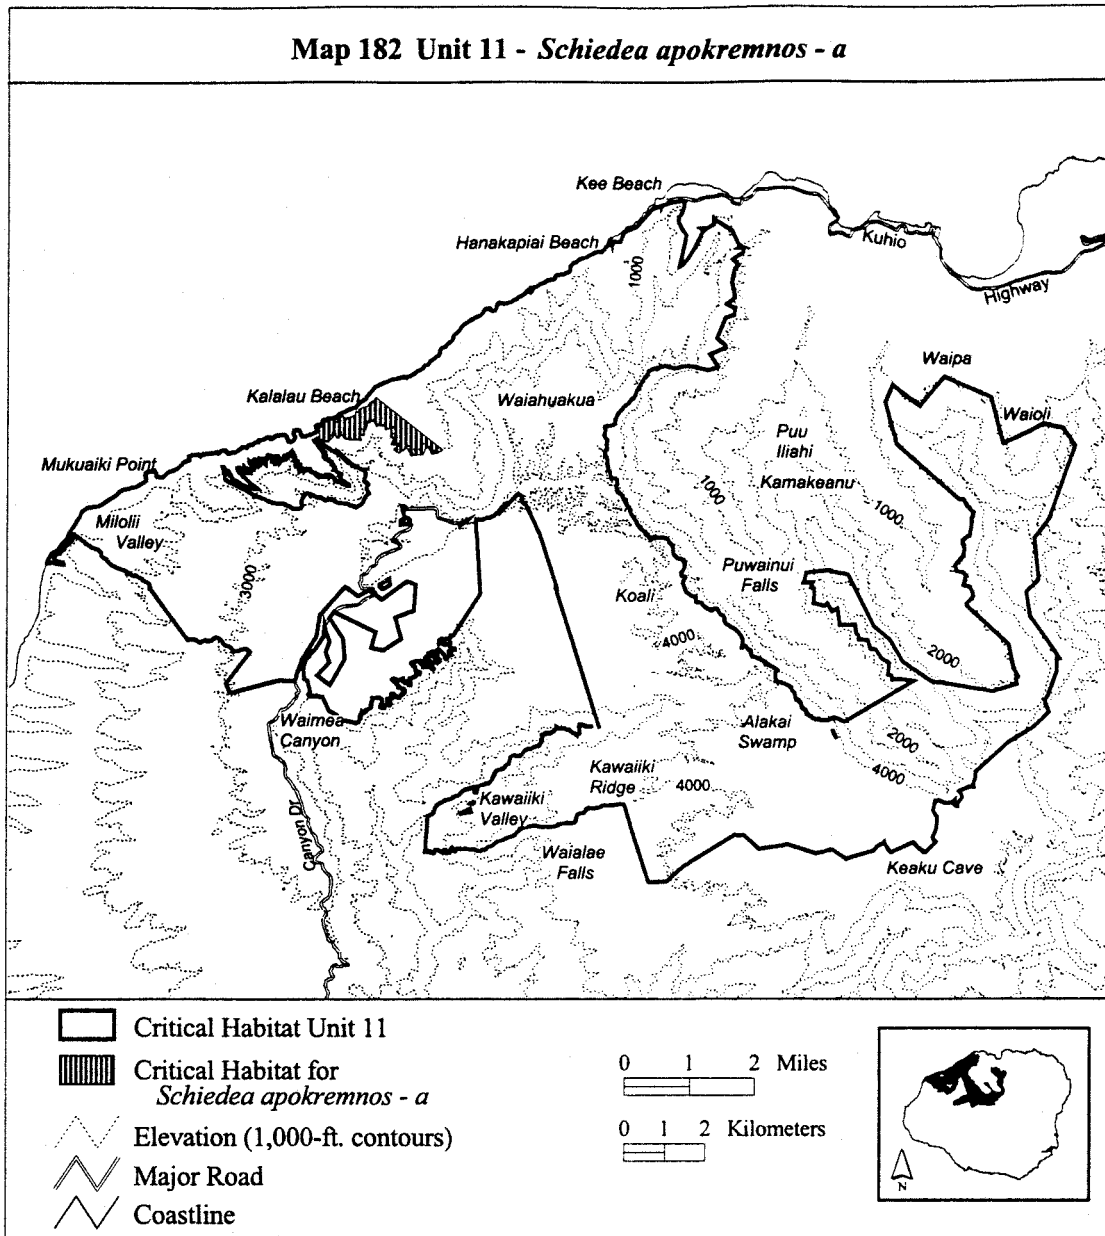 Map 182 Unit 11 - Schiedea apokremnos - a
Kee Beach
Hanakapiai Beach
Kuhio
Highway
1000
Waipa
Kalalau Beach
Waiahuakua
Waioli
Puu
Iliahi
Mukuaiki Point
Kamakeanu
1000
1000
Milolii
Valley
3000
Puwainui
Falls
Koali
4000
2000
Waimea
Canyon
Alakai
Swamp
2000
4000
Kawaiiki
Ridge
4000
Kawaiiki
Valley
Canyon Dr
Waialae
Falls
Keaku Cave
Critical Habitat Unit 11
Critical Habitat for
Schiedea apokremnos - a
Elevation (1,000-ft. contours)
Major Road
Coastline
0 1 2 Miles
0 1 2 Kilometers
N